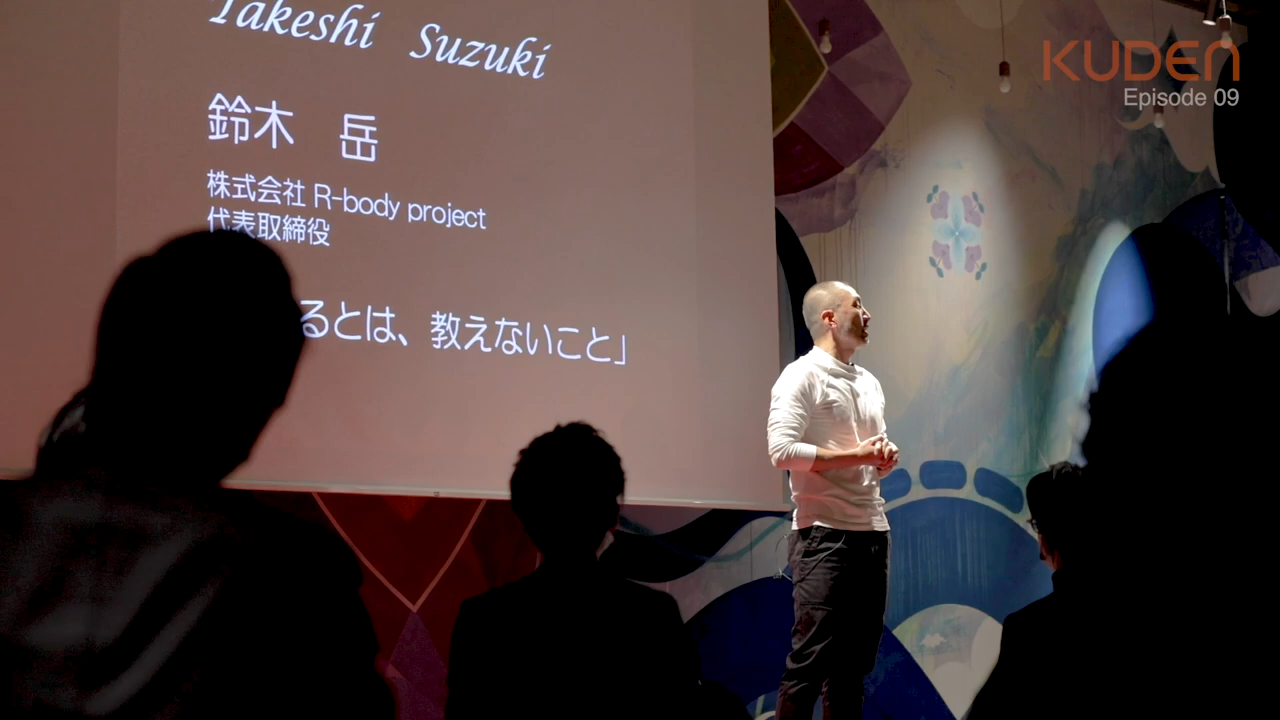 Takeshi Suzuki
鈴木 岳
株式会社 R-body project
代表取締役
るとは、教えないこと」
KUDEN
Episode 09